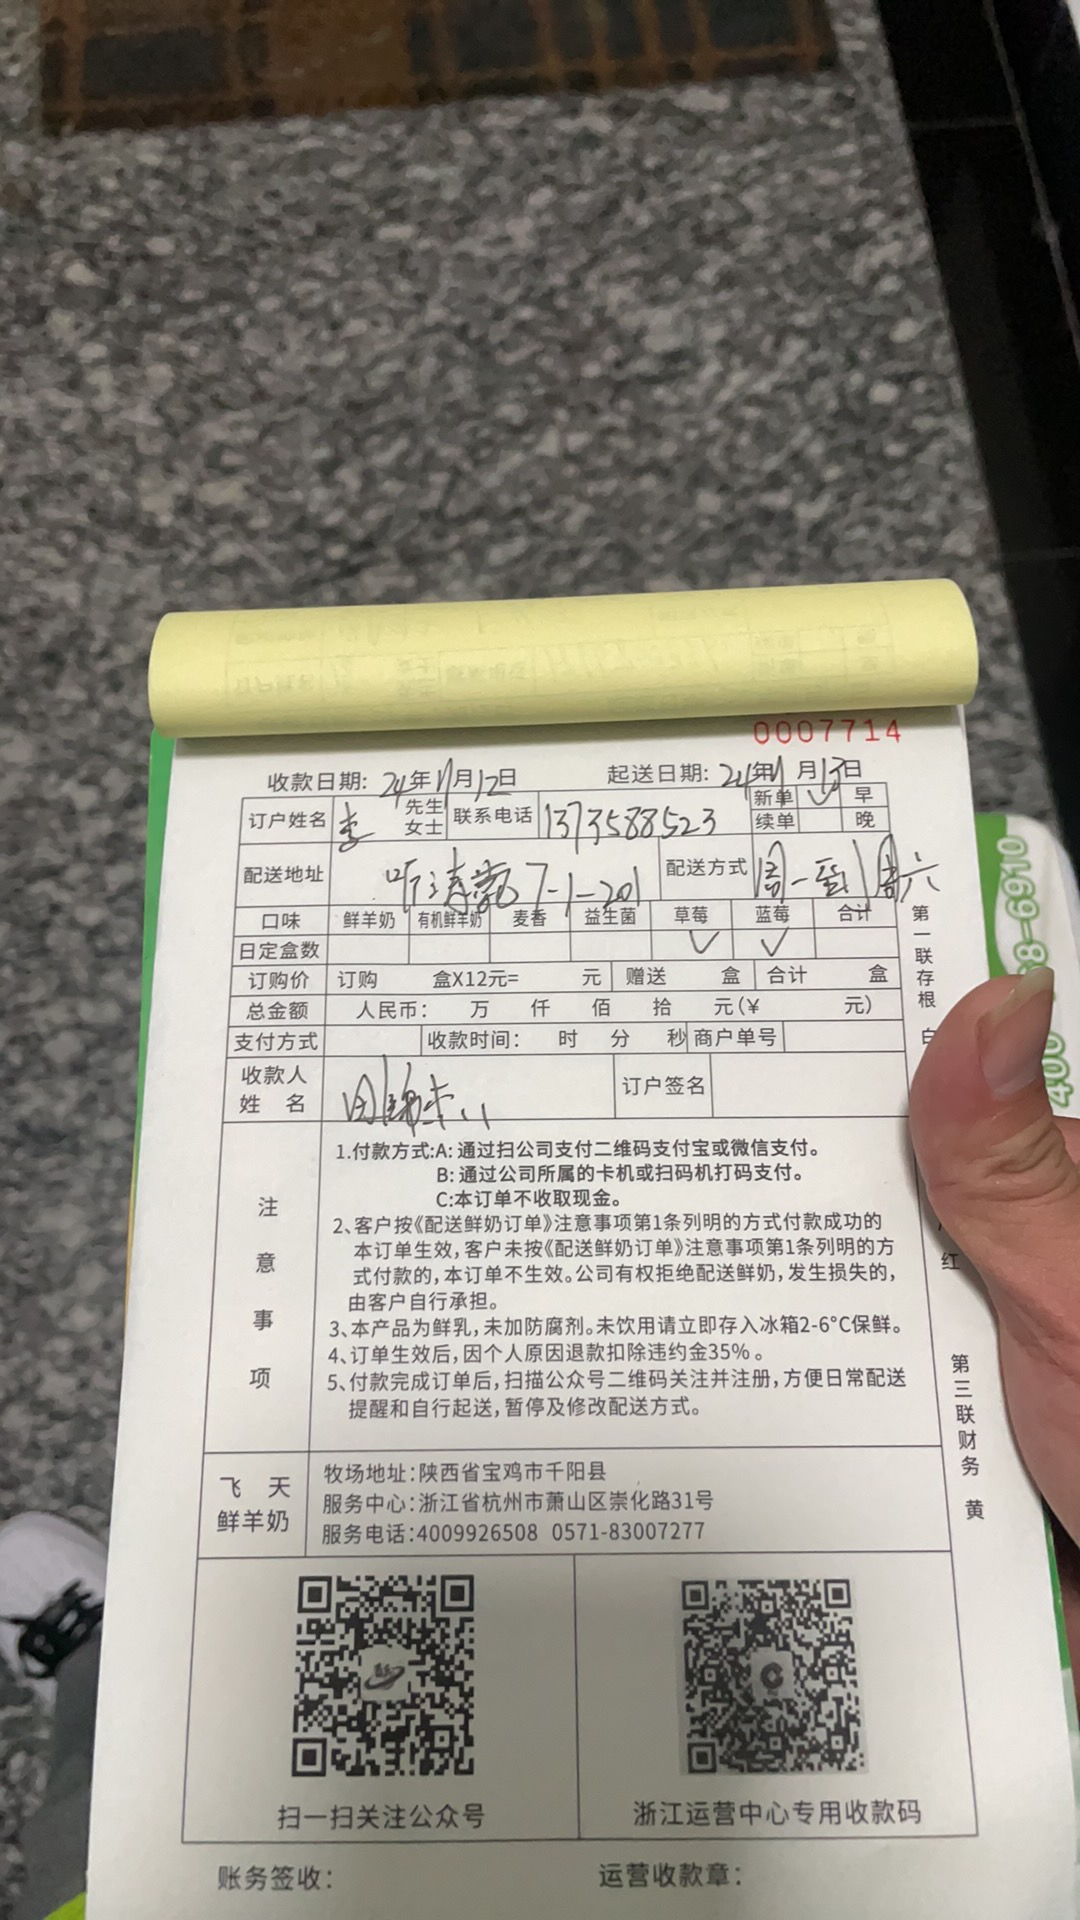 0007714
收款日期: 24年11月12日 起送日期: 24年11月13日
订户姓名 李 先生 女士 联系电话 13735888523 新单 ✓ 早
续单 晚
配送地址 听涛苑7-1-201 配送方式 周一至周六
口味 鲜羊奶 有机鲜羊奶 麦香 益生菌 草莓 蓝莓 合计
日定盒数 ✓ ✓
订购价 订购 盒X12元= 元 赠送 盒 合计 盒
总金额 人民币: 万 仟 佰 拾 元(¥ 元)
支付方式 收款时间: 时 分 秒 商户单号
收款人
姓 名
订户签名
注意事项
1.付款方式:A:通过扫公司支付二维码支付宝或微信支付。
B:通过公司所属的卡机或扫码机打码支付。
C:本订单不收取现金。
2、客户按《配送鲜奶订单》注意事项第1条列明的方式付款成功的
本订单生效,客户未按《配送鲜奶订单》注意事项第1条列明的方
式付款的,本订单不生效。公司有权拒绝配送鲜奶,发生损失的,
由客户自行承担。
3、本产品为鲜乳,未加防腐剂。未饮用请立即存入冰箱2-6°C保鲜。
4、订单生效后,因个人原因退款扣除违约金35%。
5、付款完成订单后,扫描公众号二维码关注并注册,方便日常配送
提醒和自行起送,暂停及修改配送方式。
飞 天
鲜羊奶
牧场地址:陕西省宝鸡市千阳县
服务中心:浙江省杭州市萧山区崇化路31号
服务电话:4009926508 0571-83007277
扫一扫关注公众号
浙江运营中心专用收款码
账务签收:
运营收款章:
第一联存根 白
红
第三联财务 黄